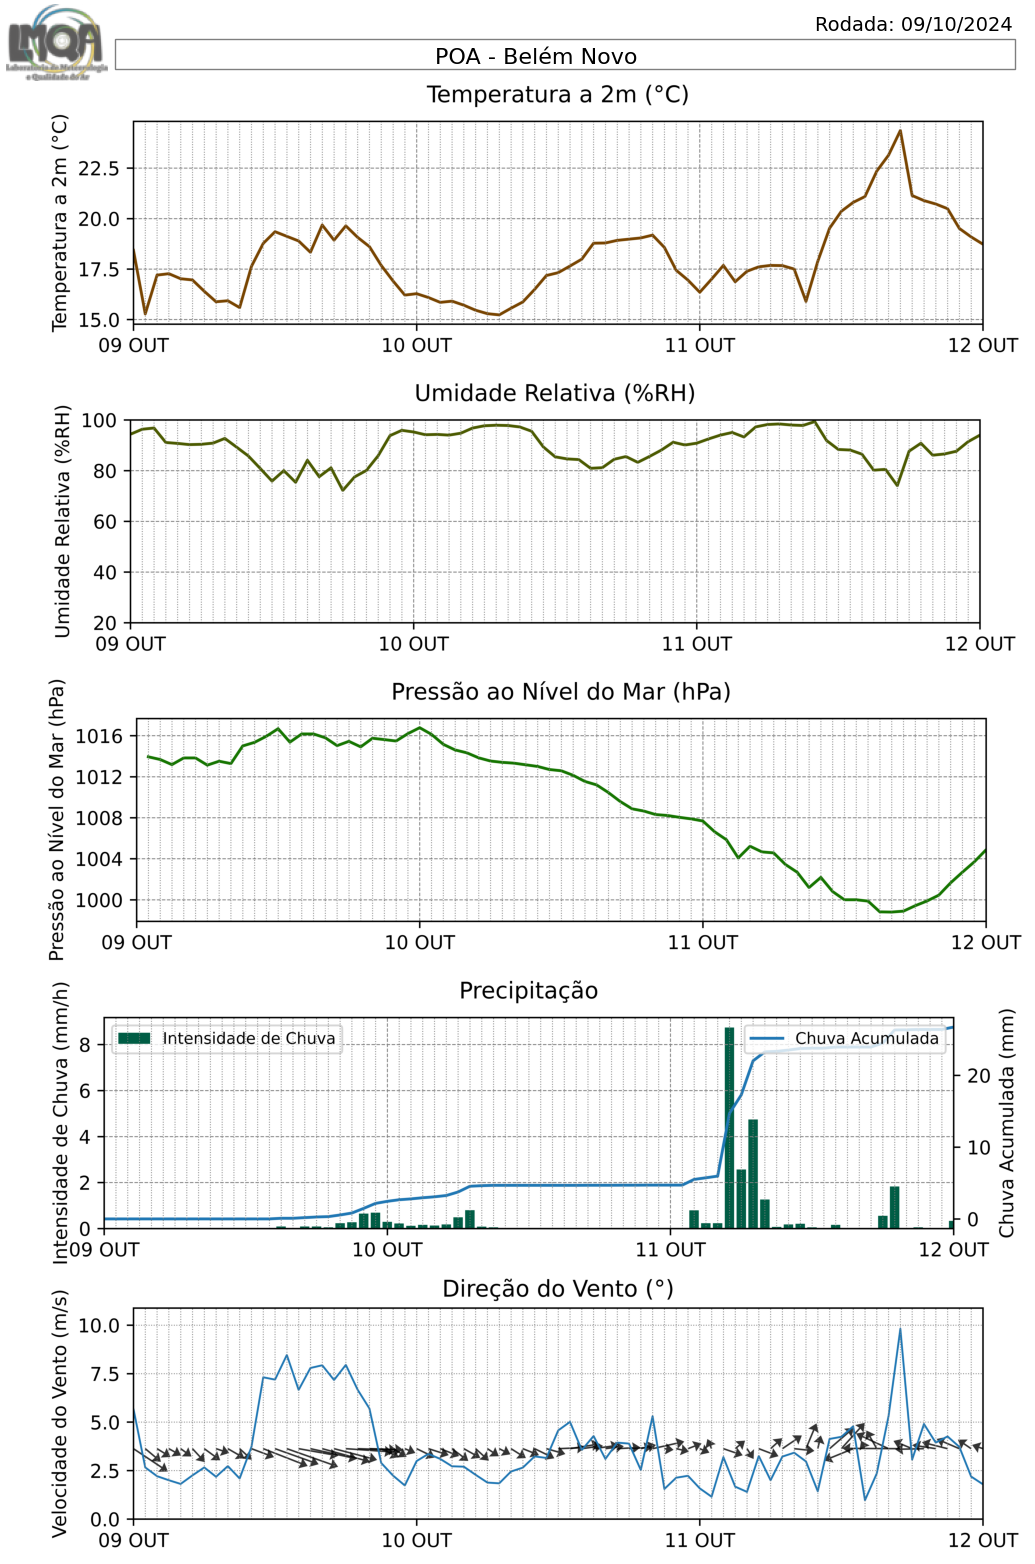 Rodada: 09/10/2024
LMQA
Laboratório de Meteorologia
e Qualidade do Ar
POA - Belém Novo
Temperatura a 2m (°C)
Temperatura a 2m (°C)
22.5
20.0
17.5
15.0
09 OUT 10 OUT 11 OUT 12 OUT
Umidade Relativa (%RH)
Umidade Relativa (%RH)
100
80
60
40
20
09 OUT 10 OUT 11 OUT 12 OUT
Pressão ao Nível do Mar (hPa)
Pressão ao Nível do Mar (hPa)
1016
1012
1008
1004
1000
09 OUT 10 OUT 11 OUT 12 OUT
Precipitação
Intensidade de Chuva (mm/h)
Intensidade de Chuva
Chuva Acumulada
8
6
4
2
0
20
10
0
Chuva Acumulada (mm)
09 OUT 10 OUT 11 OUT 12 OUT
Direção do Vento (°)
Velocidade do Vento (m/s)
10.0
7.5
5.0
2.5
0.0
09 OUT 10 OUT 11 OUT 12 OUT